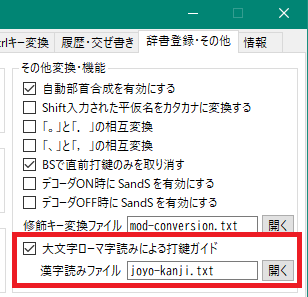 trlキー変換 履歴・交ぜ書き 辞書登録・その他 情報
その他変換・機能
自動部首合成を有効にする
Shift入力された平仮名をカタカナに変換する
「。」と「．」の相互変換
「、」と「，」の相互変換
BSで直前打鍵のみを取り消す
デコーダON時に SandS を有効にする
デコーダOFF時に SandS を有効にする
修飾キー変換ファイル mod-conversion.txt 開く
大文字ローマ字読みによる打鍵ガイド
漢字読みファイル joyo-kanji.txt 開く